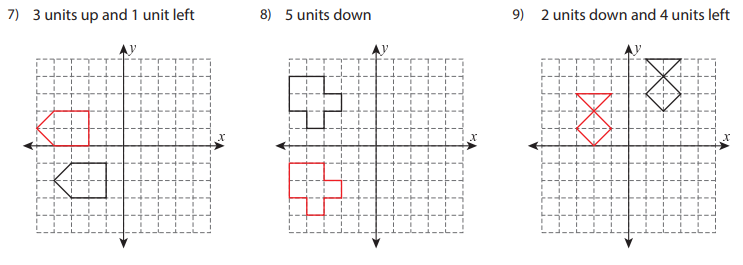 7) 3 units up and 1 unit left
8) 5 units down
9) 2 units down and 4 units left
y
y
y
x
x
x